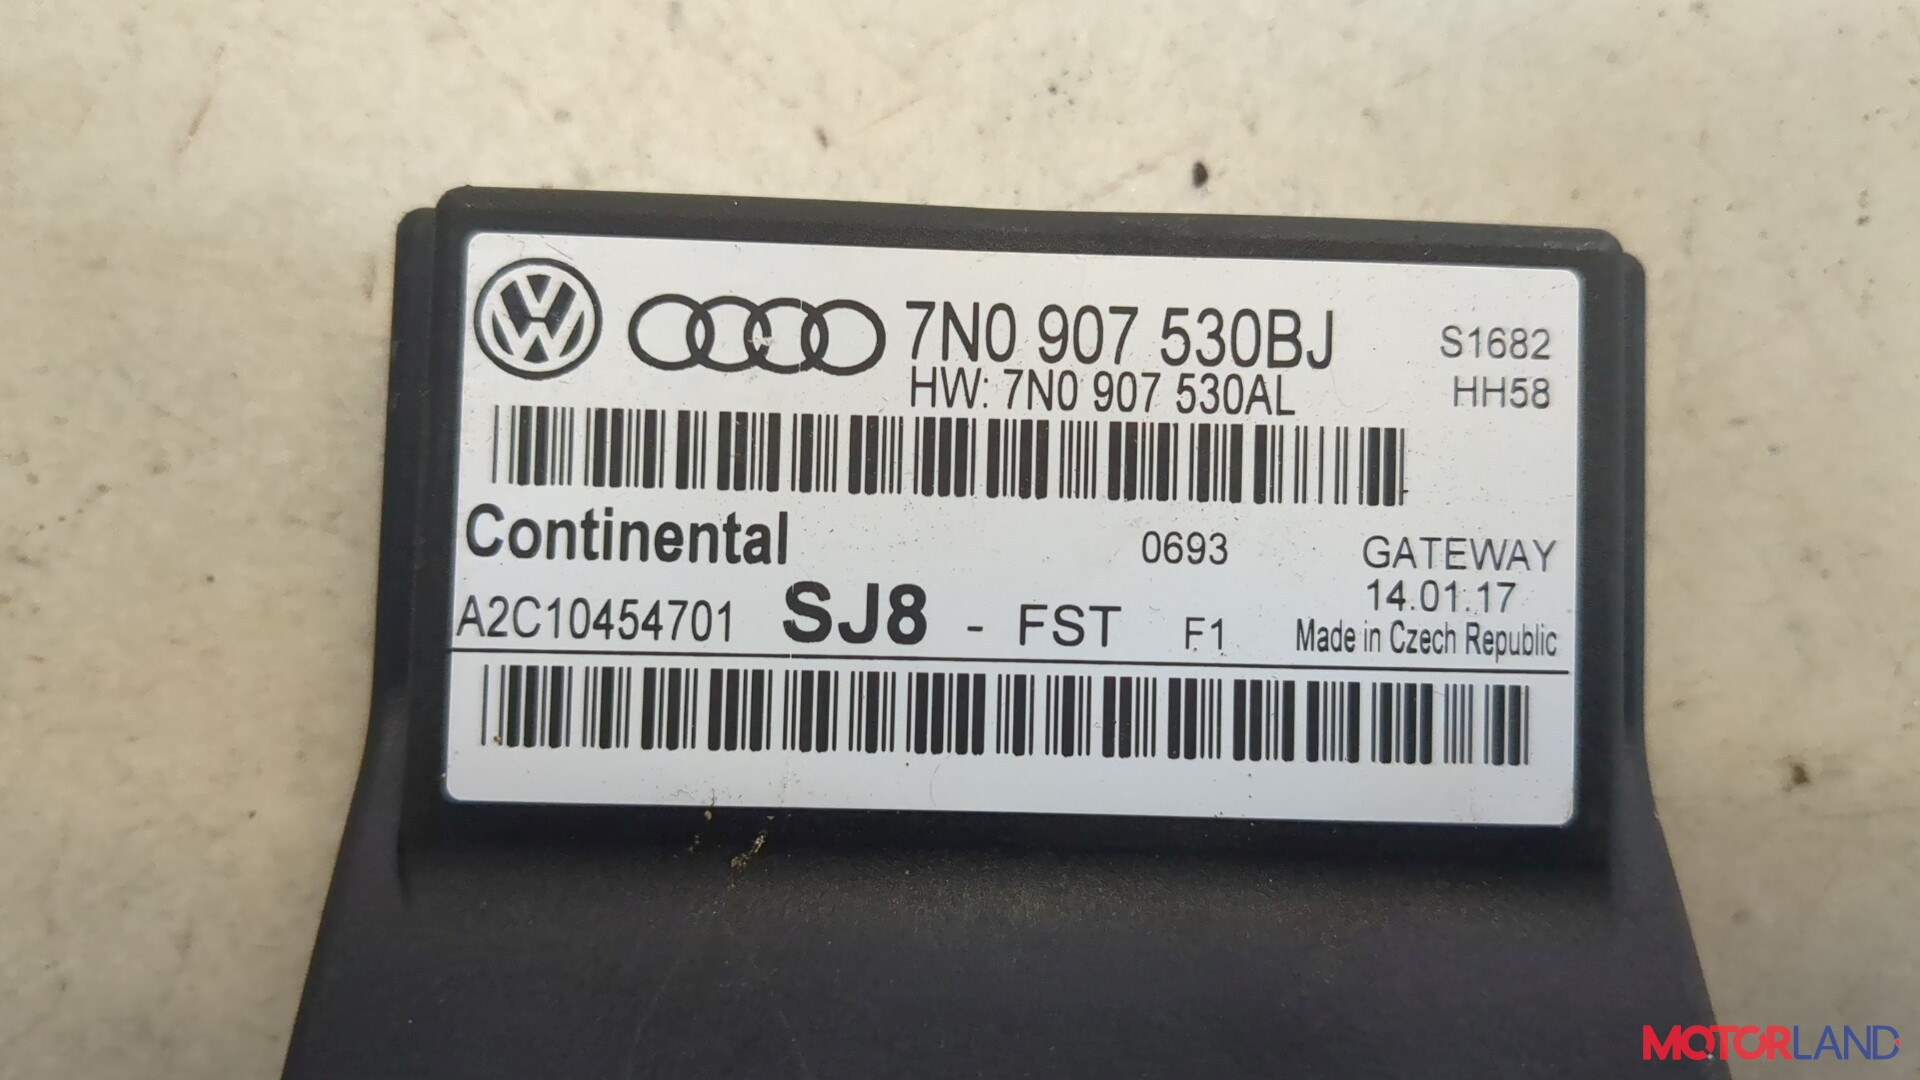 7N0 907 530BJ
S1682
HW: 7N0 907 530AL
HH58
Continental
0693
GATEWAY
14.01.17
A2C10454701 SJ8 - FST F1
Made in Czech Republic
MOTORLAND